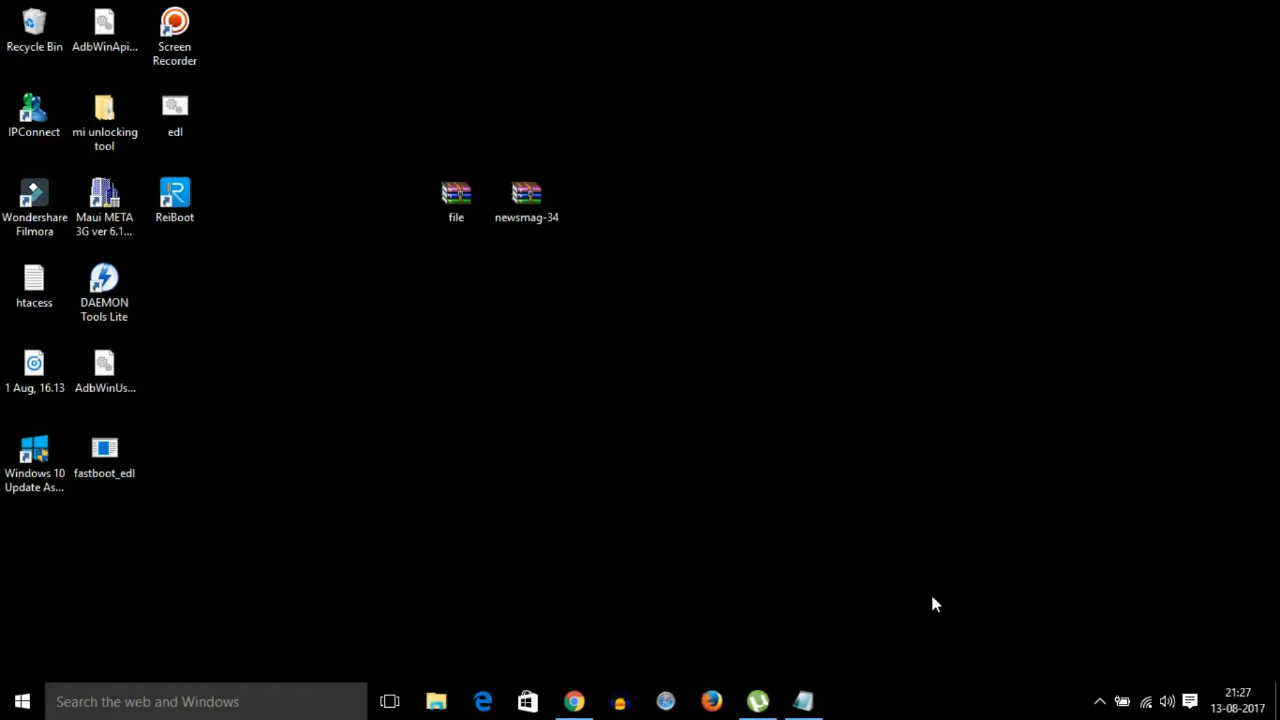 Recycle Bin
AdbWinApi...
Screen
Recorder
IPConnect
mi unlocking
tool
edl
Wondershare
Filmora
Maui META
3G ver 6.1...
ReiBoot
file
newsmag-34
htacess
DAEMON
Tools Lite
1 Aug, 16.13
AdbWinUs...
Windows 10
Update As...
fastboot_edl
Search the web and Windows
21:27
13-08-2017